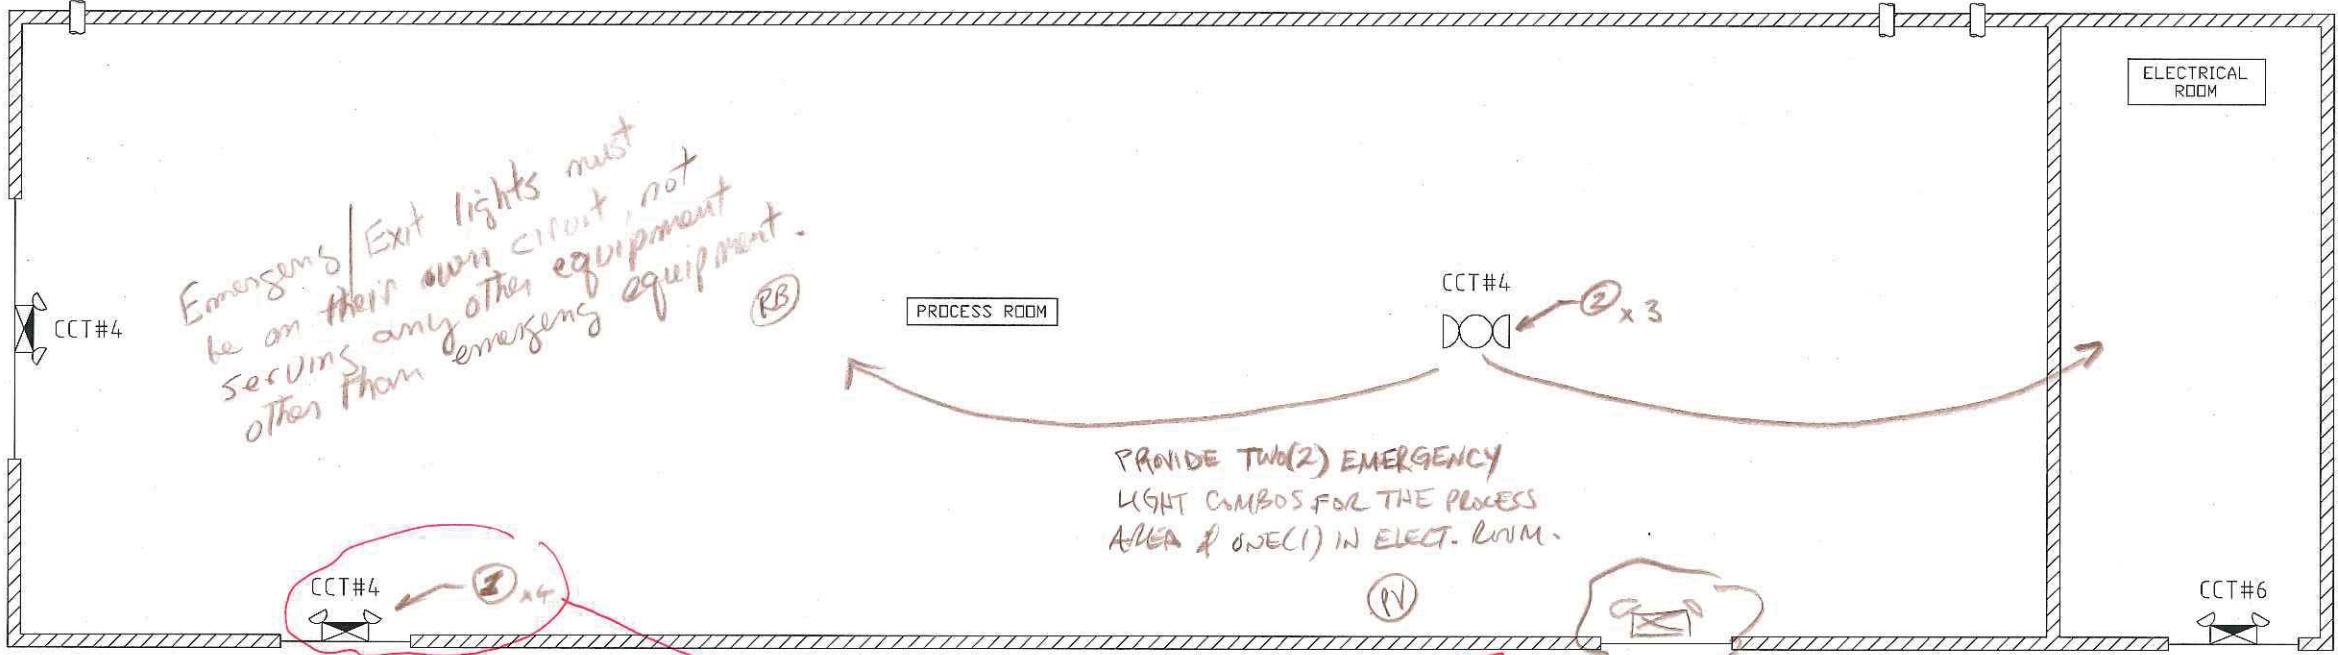 ELECTRICAL
ROOM
Emergeny/Exit lights must
be on their own circuit, not
serving any other equipment
other than emergeny equipment.
RB
PROCESS ROOM
CCT#4
2 x 3
CCT#4
PROVIDE TWO(2) EMERGENCY
LIGHT COMBOS FOR THE PROCESS
AREA & ONE(1) IN ELECT. ROOM.
PV
CCT#4
1 x4
CCT#6